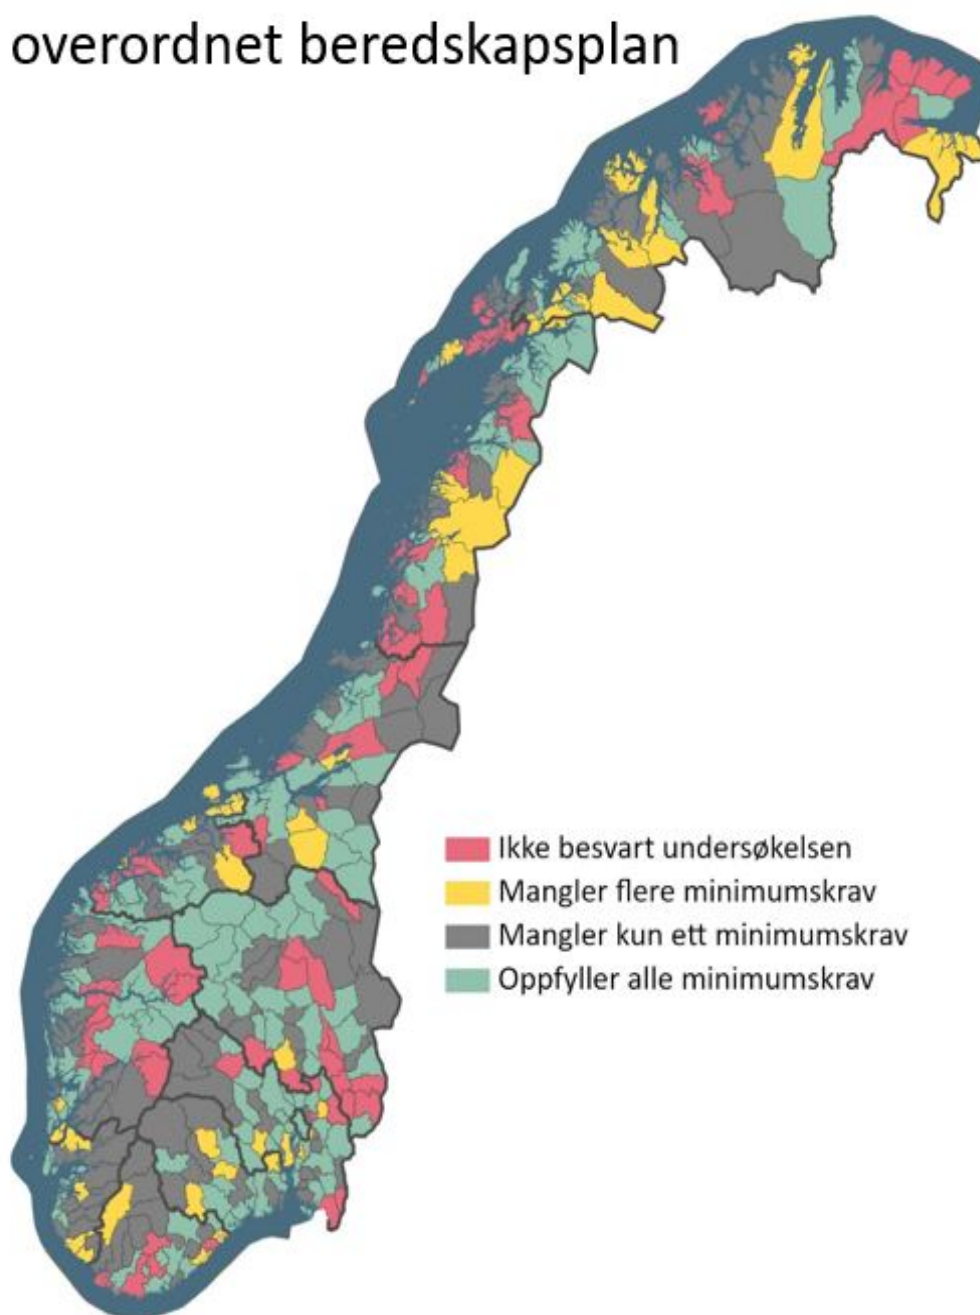 overordnet beredskapsplan
Ikke besvart undersøkelsen
Mangler flere minimumskrav
Mangler kun ett minimumskrav
Oppfyller alle minimumskrav